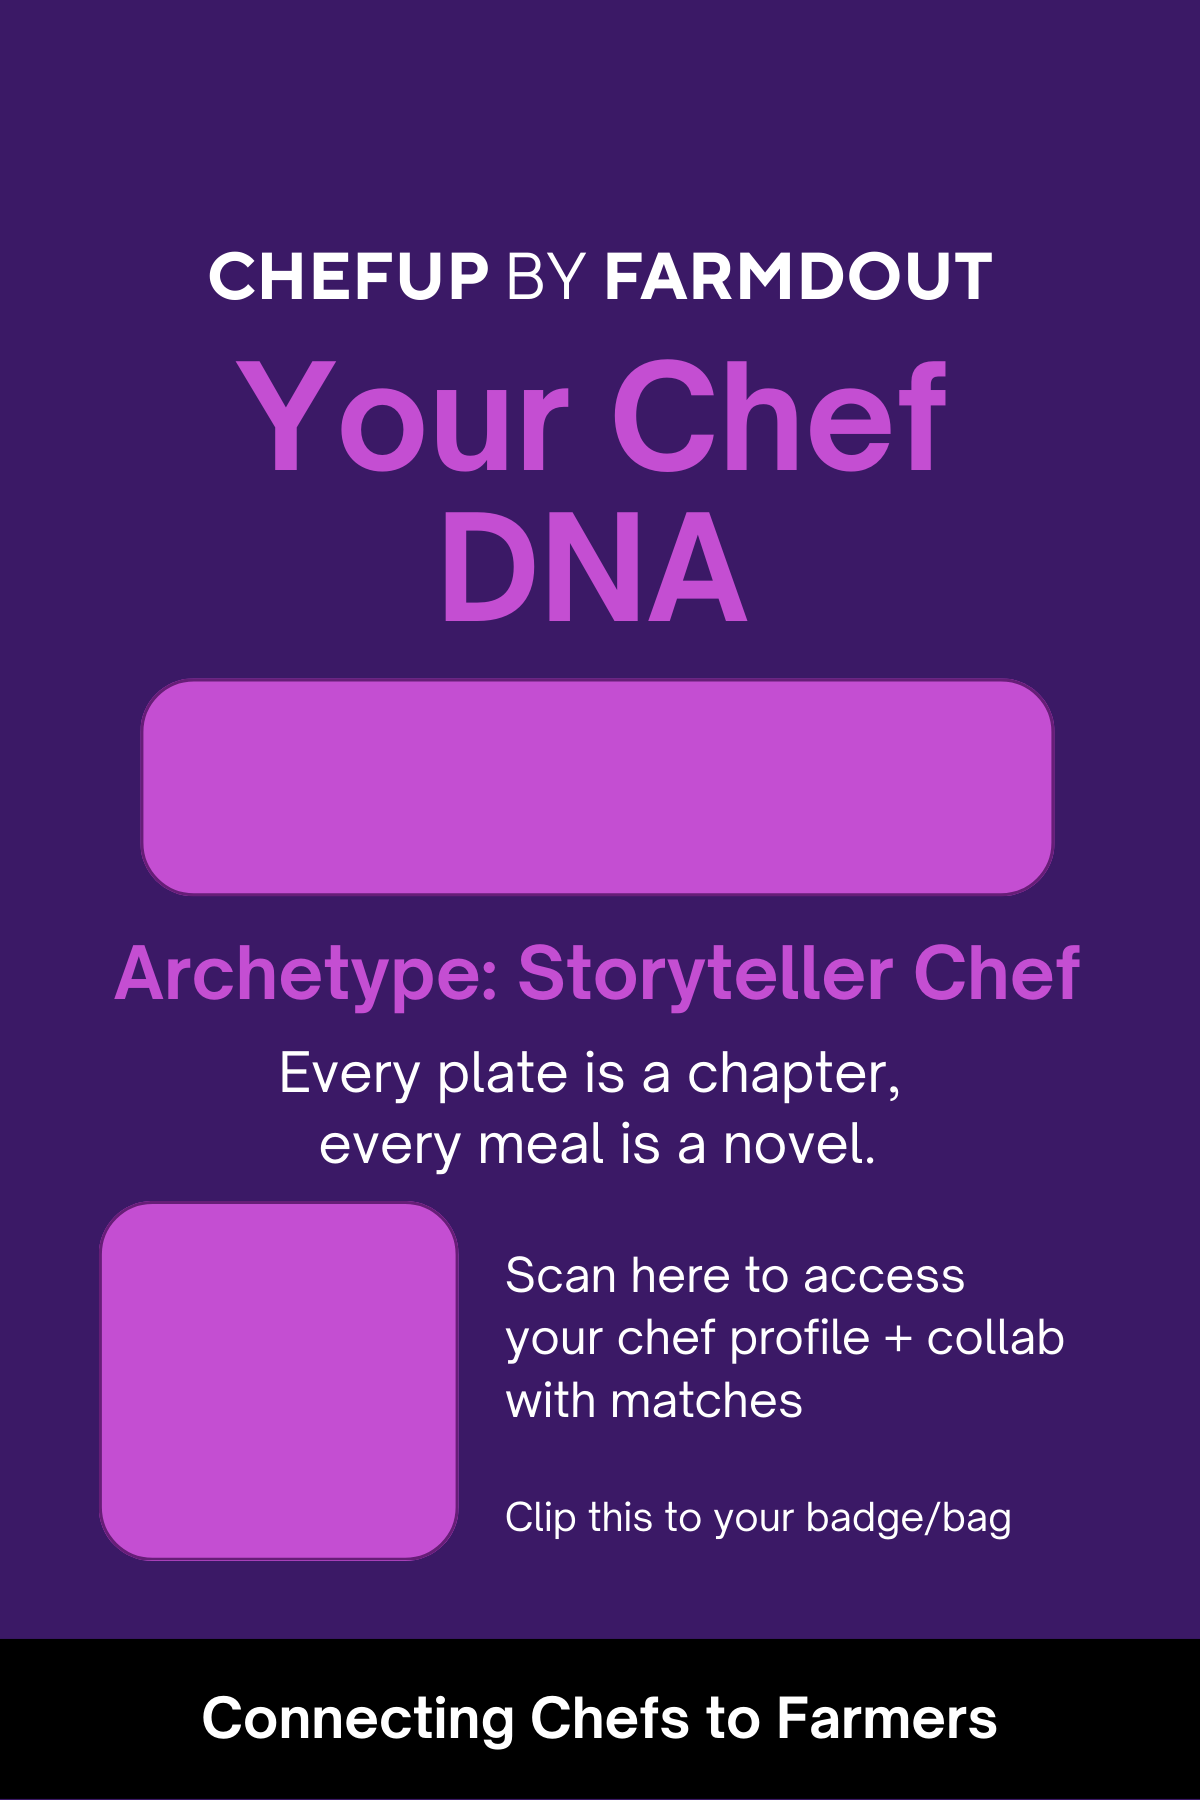 CHEFUP BY FARMDOUT
Your Chef
DNA
Archetype: Storyteller Chef
Every plate is a chapter,
every meal is a novel.
Scan here to access
your chef profile + collab
with matches
Clip this to your badge/bag
Connecting Chefs to Farmers